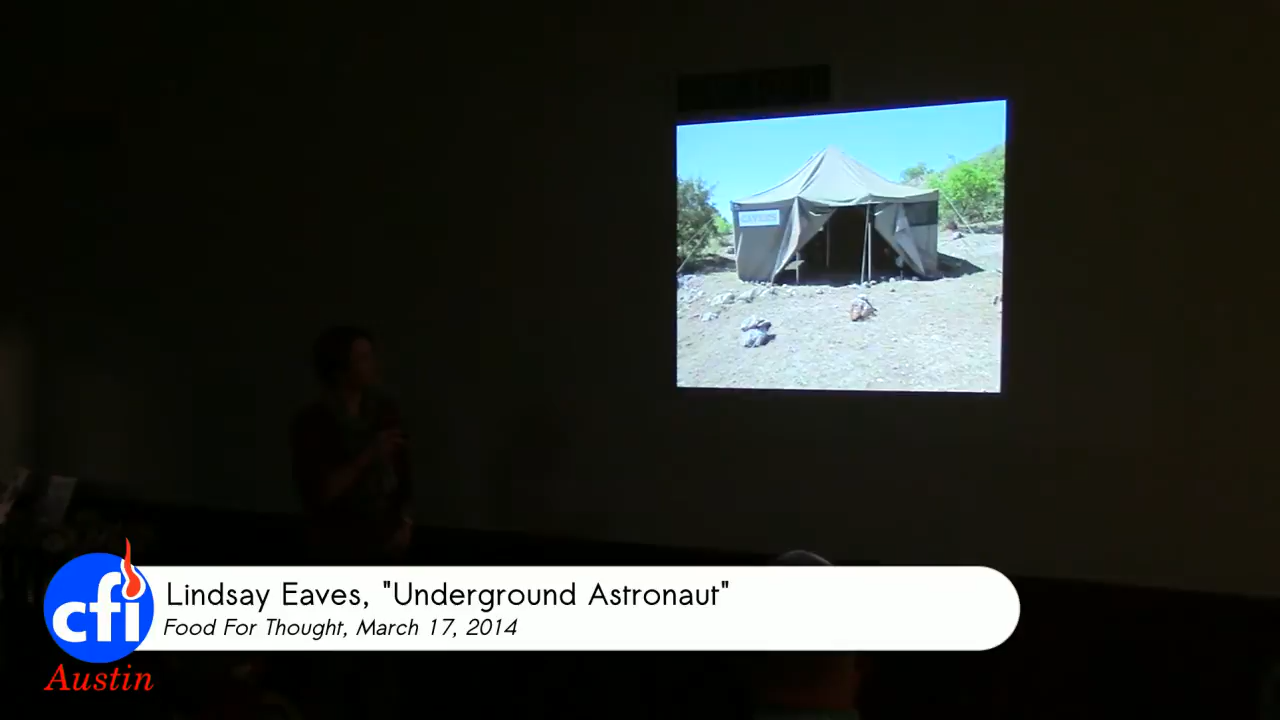 Lindsay Eaves, "Underground Astronaut"
Food For Thought, March 17, 2014
cfi
Austin